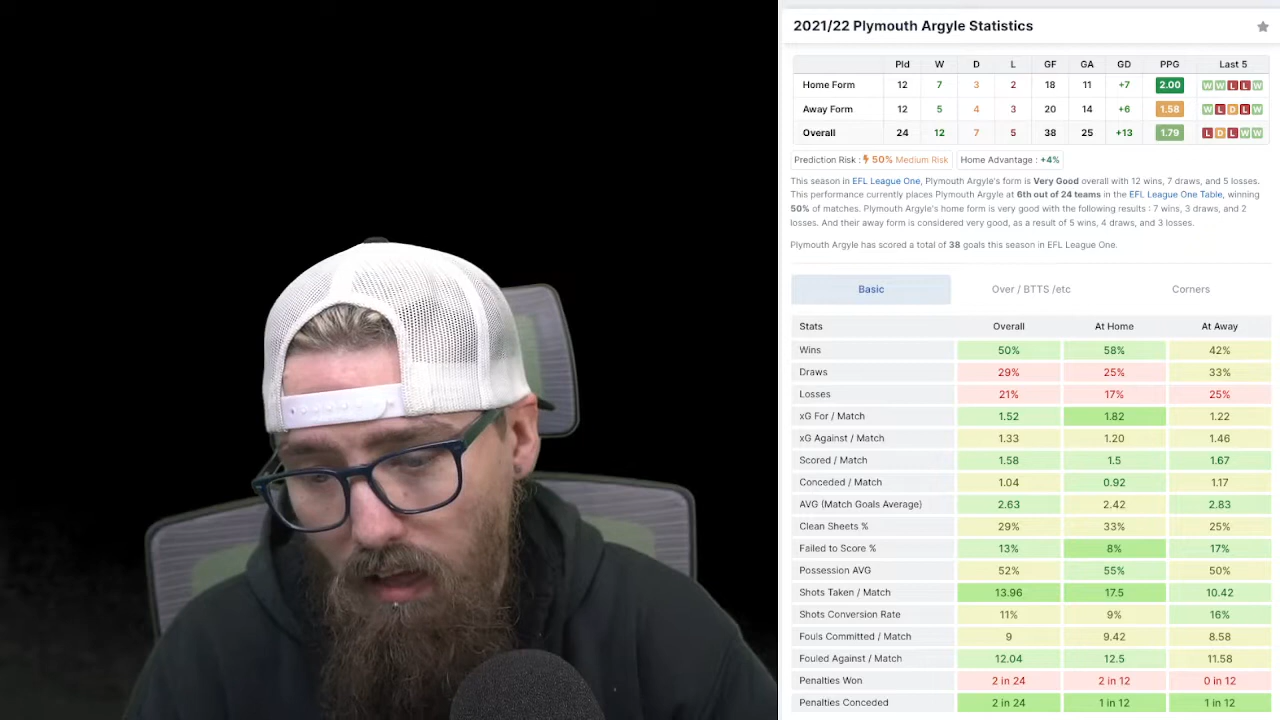 2021/22 Plymouth Argyle Statistics
Pld W D L GF GA GD PPG Last 5
Home Form 12 7 3 2 18 11 +7 2.00 W W L L W
Away Form 12 5 4 3 20 14 +6 1.58 W L D L W
Overall 24 12 7 5 38 25 +13 1.79 L D L W W
Prediction Risk : 50% Medium Risk Home Advantage : +4%
This season in EFL League One, Plymouth Argyle's form is Very Good overall with 12 wins, 7 draws, and 5 losses.
This performance currently places Plymouth Argyle at 6th out of 24 teams in the EFL League One Table, winning
50% of matches. Plymouth Argyle's home form is very good with the following results : 7 wins, 3 draws, and 2
losses. And their away form is considered very good, as a result of 5 wins, 4 draws, and 3 losses.
Plymouth Argyle has scored a total of 38 goals this season in EFL League One.
Basic Over / BTTS /etc Corners
Stats Overall At Home At Away
Wins 50% 58% 42%
Draws 29% 25% 33%
Losses 21% 17% 25%
xG For / Match 1.52 1.82 1.22
xG Against / Match 1.33 1.20 1.46
Scored / Match 1.58 1.5 1.67
Conceded / Match 1.04 0.92 1.17
AVG (Match Goals Average) 2.63 2.42 2.83
Clean Sheets % 29% 33% 25%
Failed to Score % 13% 8% 17%
Possession AVG 52% 55% 50%
Shots Taken / Match 13.96 17.5 10.42
Shots Conversion Rate 11% 9% 16%
Fouls Committed / Match 9 9.42 8.58
Fouled Against / Match 12.04 12.5 11.58
Penalties Won 2 in 24 2 in 12 0 in 12
Penalties Conceded 2 in 24 1 in 12 1 in 12